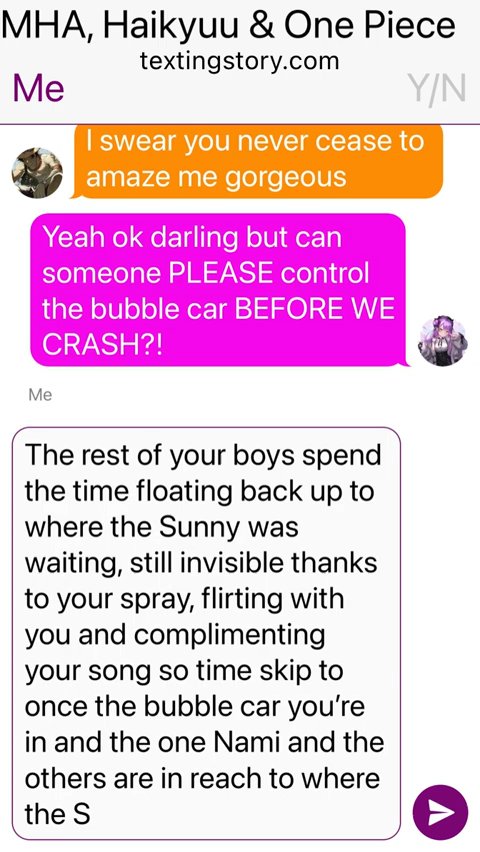 MHA, Haikyuu & One Piece
textingstory.com
Me
Y/N
I swear you never cease to
amaze me gorgeous
Yeah ok darling but can
someone PLEASE control
the bubble car BEFORE WE
CRASH?!
Me
The rest of your boys spend
the time floating back up to
where the Sunny was
waiting, still invisible thanks
to your spray, flirting with
you and complimenting
your song so time skip to
once the bubble car you’re
in and the one Nami and the
others are in reach to where
the S